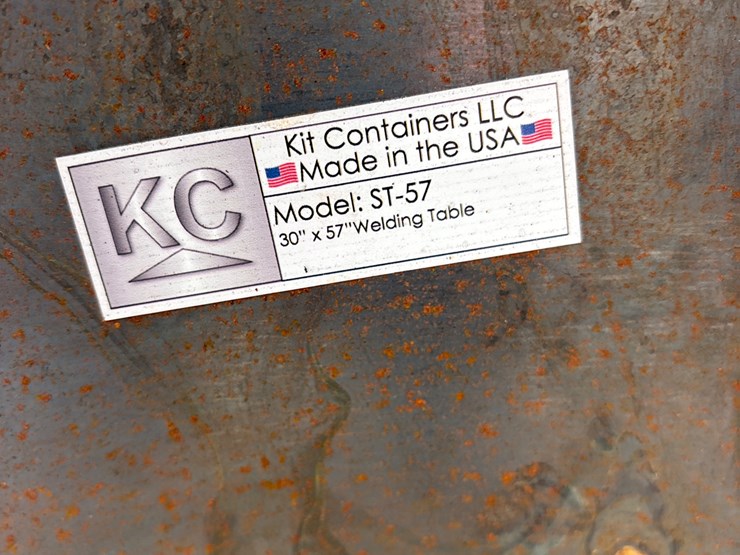 KC
Kit Containers LLC
Made in the USA
Model: ST-57
30" x 57"Welding Table